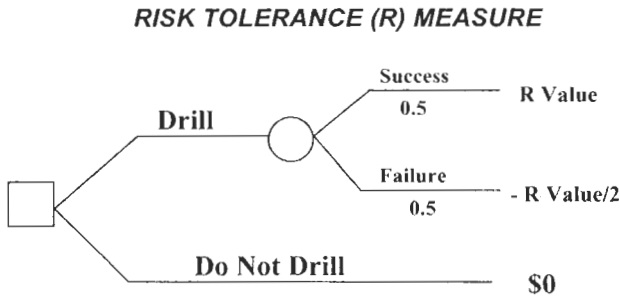 RISK TOLERANCE (R) MEASURE
Success
R Value
0.5
Drill
Failure
- R Value/2
0.5
Do Not Drill
$0